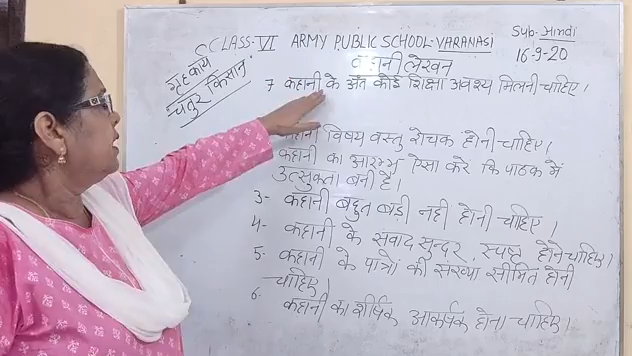 CLASS-VI ARMY PUBLIC SCHOOL: VARANASI
Sub- Hindi
16-9-20
गृहकार्य
चतुर किसान
कहानी लेखन
7 कहानी के अंत कोई शिक्षा अवश्य मिलनी चाहिए।
कहानी विषय वस्तु रोचक होनी चाहिए।
कहानी का आरम्भ ऐसा करे कि पाठक में
उत्सुकता बनी हें।
3- कहानी बहुत बड़ी नही होनी चाहिए।
4- कहानी के संवाद सुन्दर, स्पष्ट होने चाहिए।
5. कहानी के पात्रों की संख्या सीमित होनी
चाहिए।
6. कहानी का शीर्षक आकर्षक होना चाहिए।